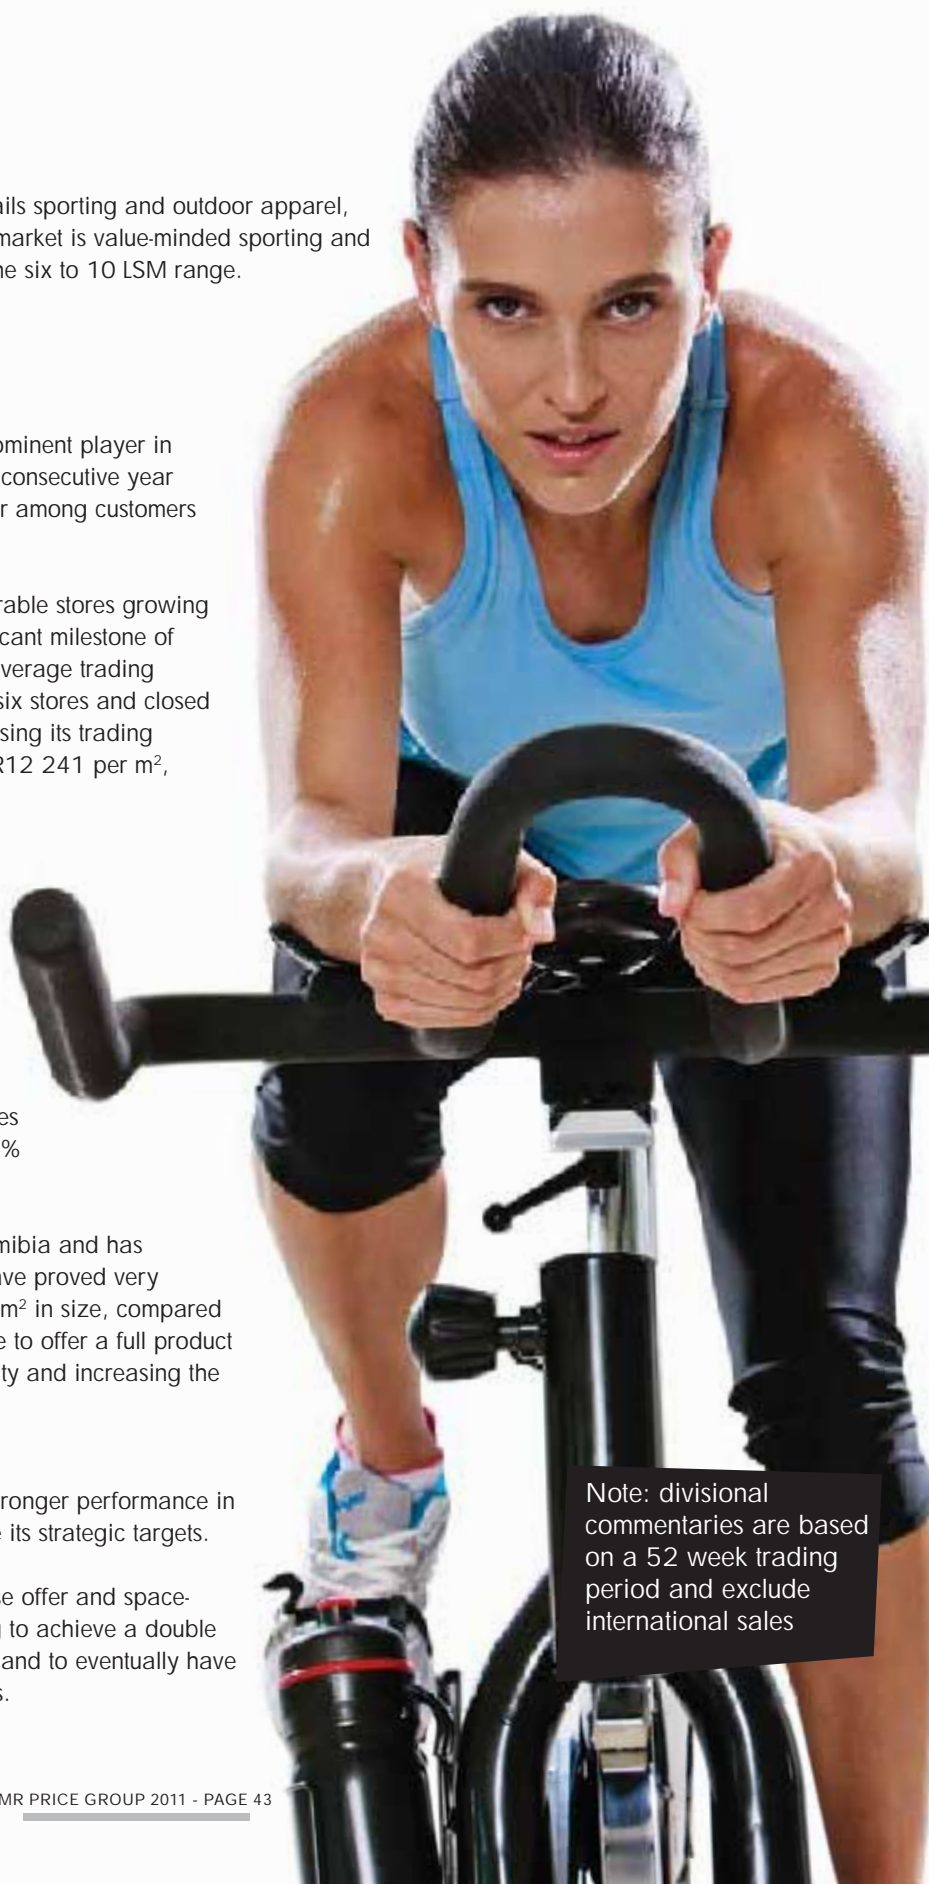 ails sporting and outdoor apparel,
market is value-minded sporting and
he six to 10 LSM range.
ominent player in
consecutive year
r among customers
rable stores growing
cant milestone of
verage trading
six stores and closed
sing its trading
R12 241 per m²,
es
%
mibia and has
ave proved very
m² in size, compared
e to offer a full product
ty and increasing the
ronger performance in
e its strategic targets.
se offer and space-
g to achieve a double
and to eventually have
s.
Note: divisional
commentaries are based
on a 52 week trading
period and exclude
international sales
MR PRICE GROUP 2011 - PAGE 43